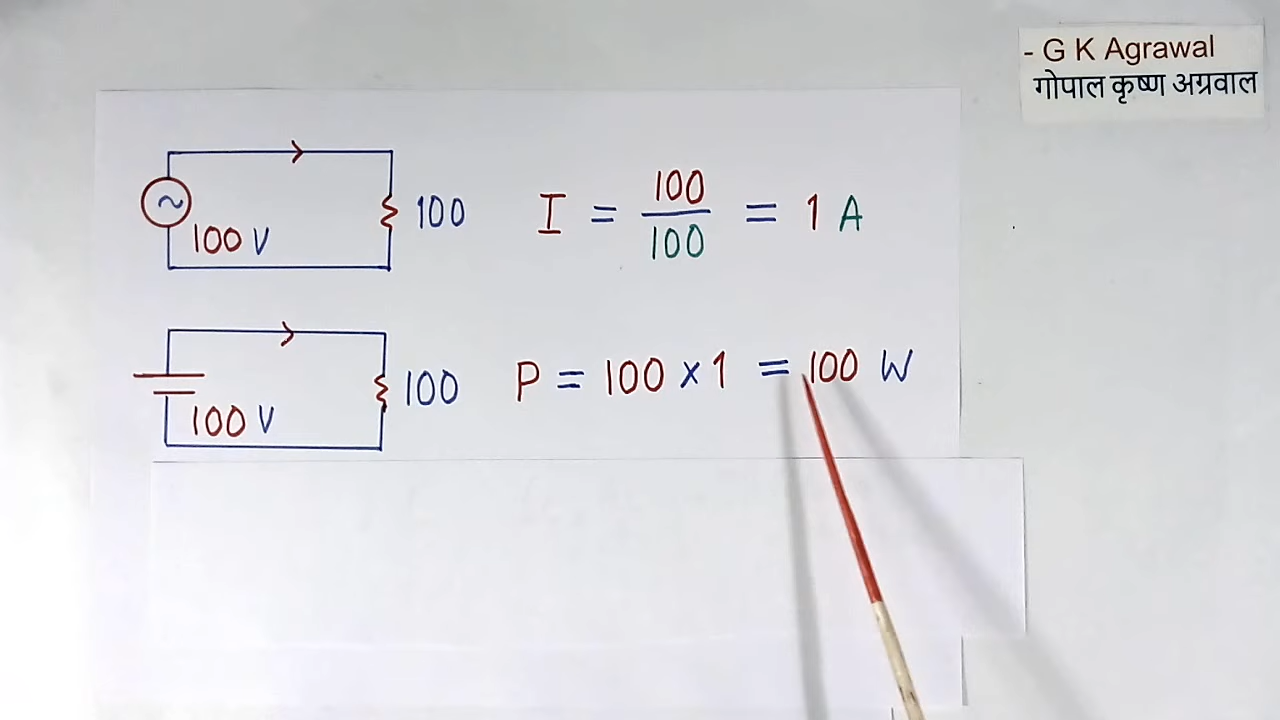 - G K Agrawal
गोपाल कृष्ण अग्रवाल
~
100 V
100
I = 100/100 = 1 A
100 V
100
P = 100 × 1 = 100 W